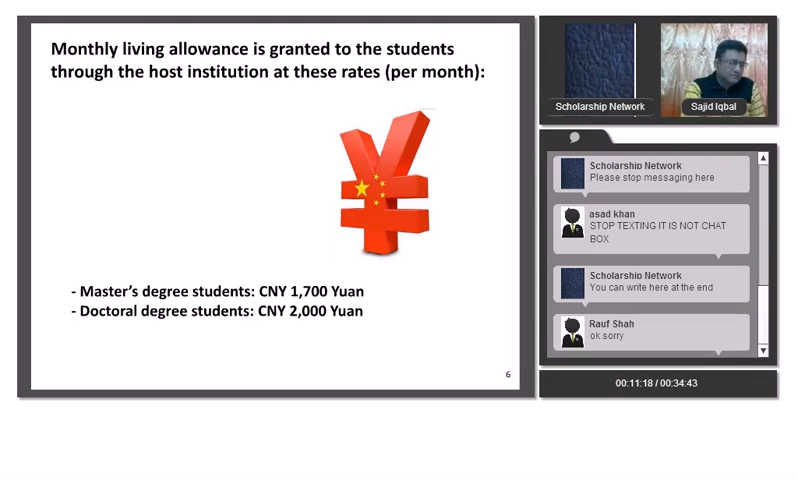 Monthly living allowance is granted to the students
through the host institution at these rates (per month):
- Master's degree students: CNY 1,700 Yuan
- Doctoral degree students: CNY 2,000 Yuan
6
Scholarship Network
Sajid Iqbal
Scholarship Network
Please stop messaging here
asad khan
STOP TEXTING IT IS NOT CHAT
BOX
Scholarship Network
You can write here at the end
Rauf Shah
ok sorry
00:11:18 / 00:34:43